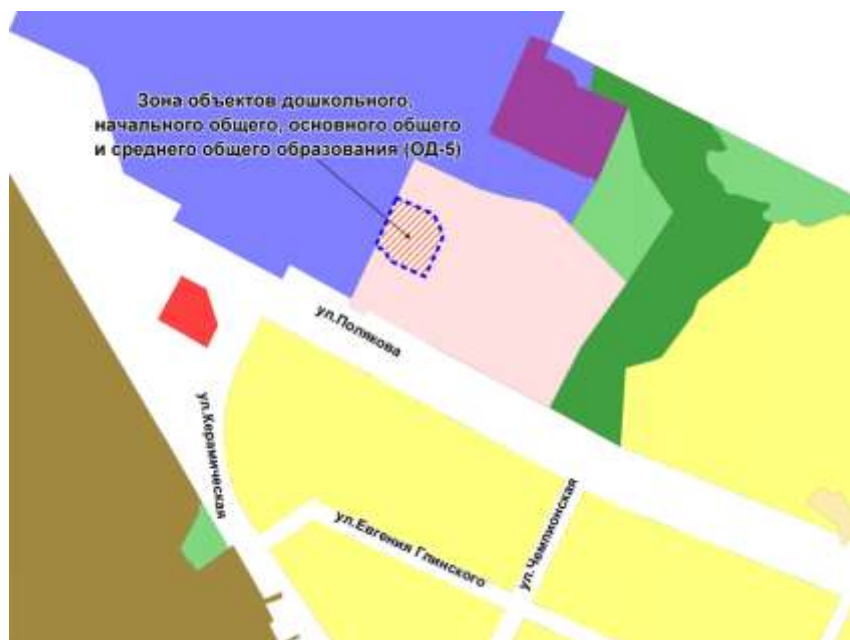 Зона объектов дошкольного,
начального общего, основного общего
и среднего общего образования (ОД-5)
ул.Полякова
ул.Керамическая
ул.Чемпионская
ул.Евгения Глинского